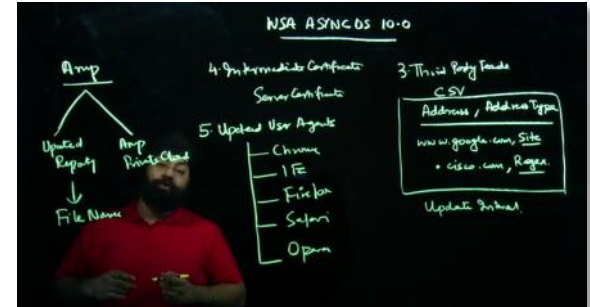 WSA ASYNCOS 10.0
Amp
Updated
Reports
File Name
Amp
Private Cloud
4. Intermediate Certificate
Server Certificate
5. Updated User Agents
Chrome
IE
Firefox
Safari
Opera
3. Third Party Feeds
CSV
Address, Address Type
www.google.com, Site
.cisco.com, Regex
Update Interval.